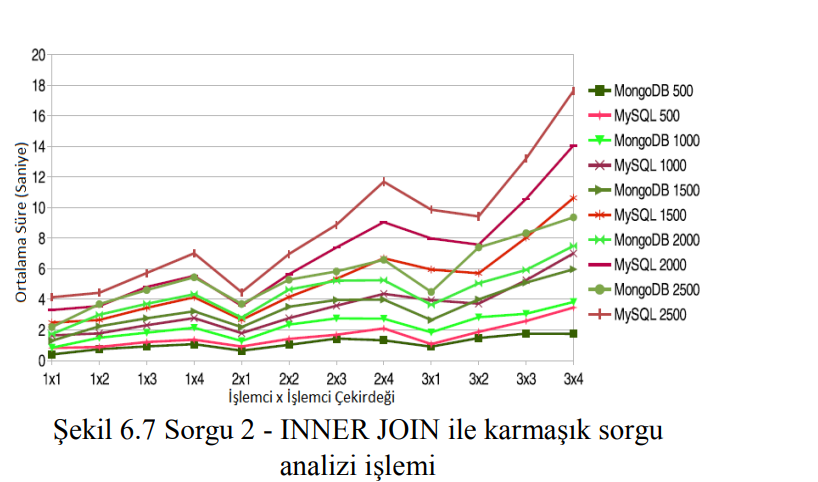 20
18
16
14
12
10
8
6
4
2
0
Ortalama Süre (Saniye)
1x1 1x2 1x3 1x4 2x1 2x2 2x3 2x4 3x1 3x2 3x3 3x4
İşlemci x İşlemci Çekirdeği
MongoDB 500
MySQL 500
MongoDB 1000
MySQL 1000
MongoDB 1500
MySQL 1500
MongoDB 2000
MySQL 2000
MongoDB 2500
MySQL 2500
Şekil 6.7 Sorgu 2 - INNER JOIN ile karmaşık sorgu
analizi işlemi